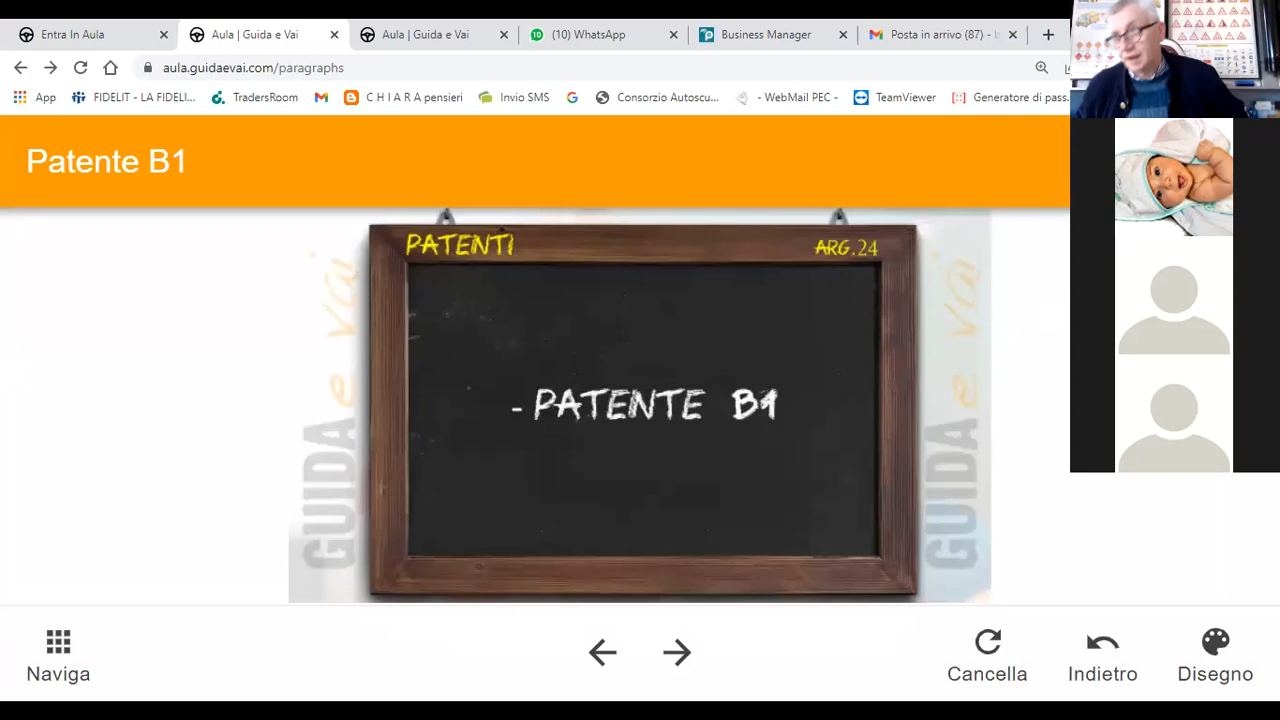 Entra In Aula
Aula | Guida e Vai
Aula | Guida e Vai
(10) WhatsApp
Business Manager
Posta in arrivo (87) -
aula.guidaevai.com/paragraphs
App
FIDELIT - LA FIDELI...
TradersRoom
C H I A R A pensieri
Invio SMS
Consorzio Autoscu...
- WebMail PEC -
TeamViewer
Generatore di pass.
Patente B1
PATENTI
ARG.24
- PATENTE B1
GUIDA e vai
GUIDA e vai
Naviga
Cancella
Indietro
Disegno